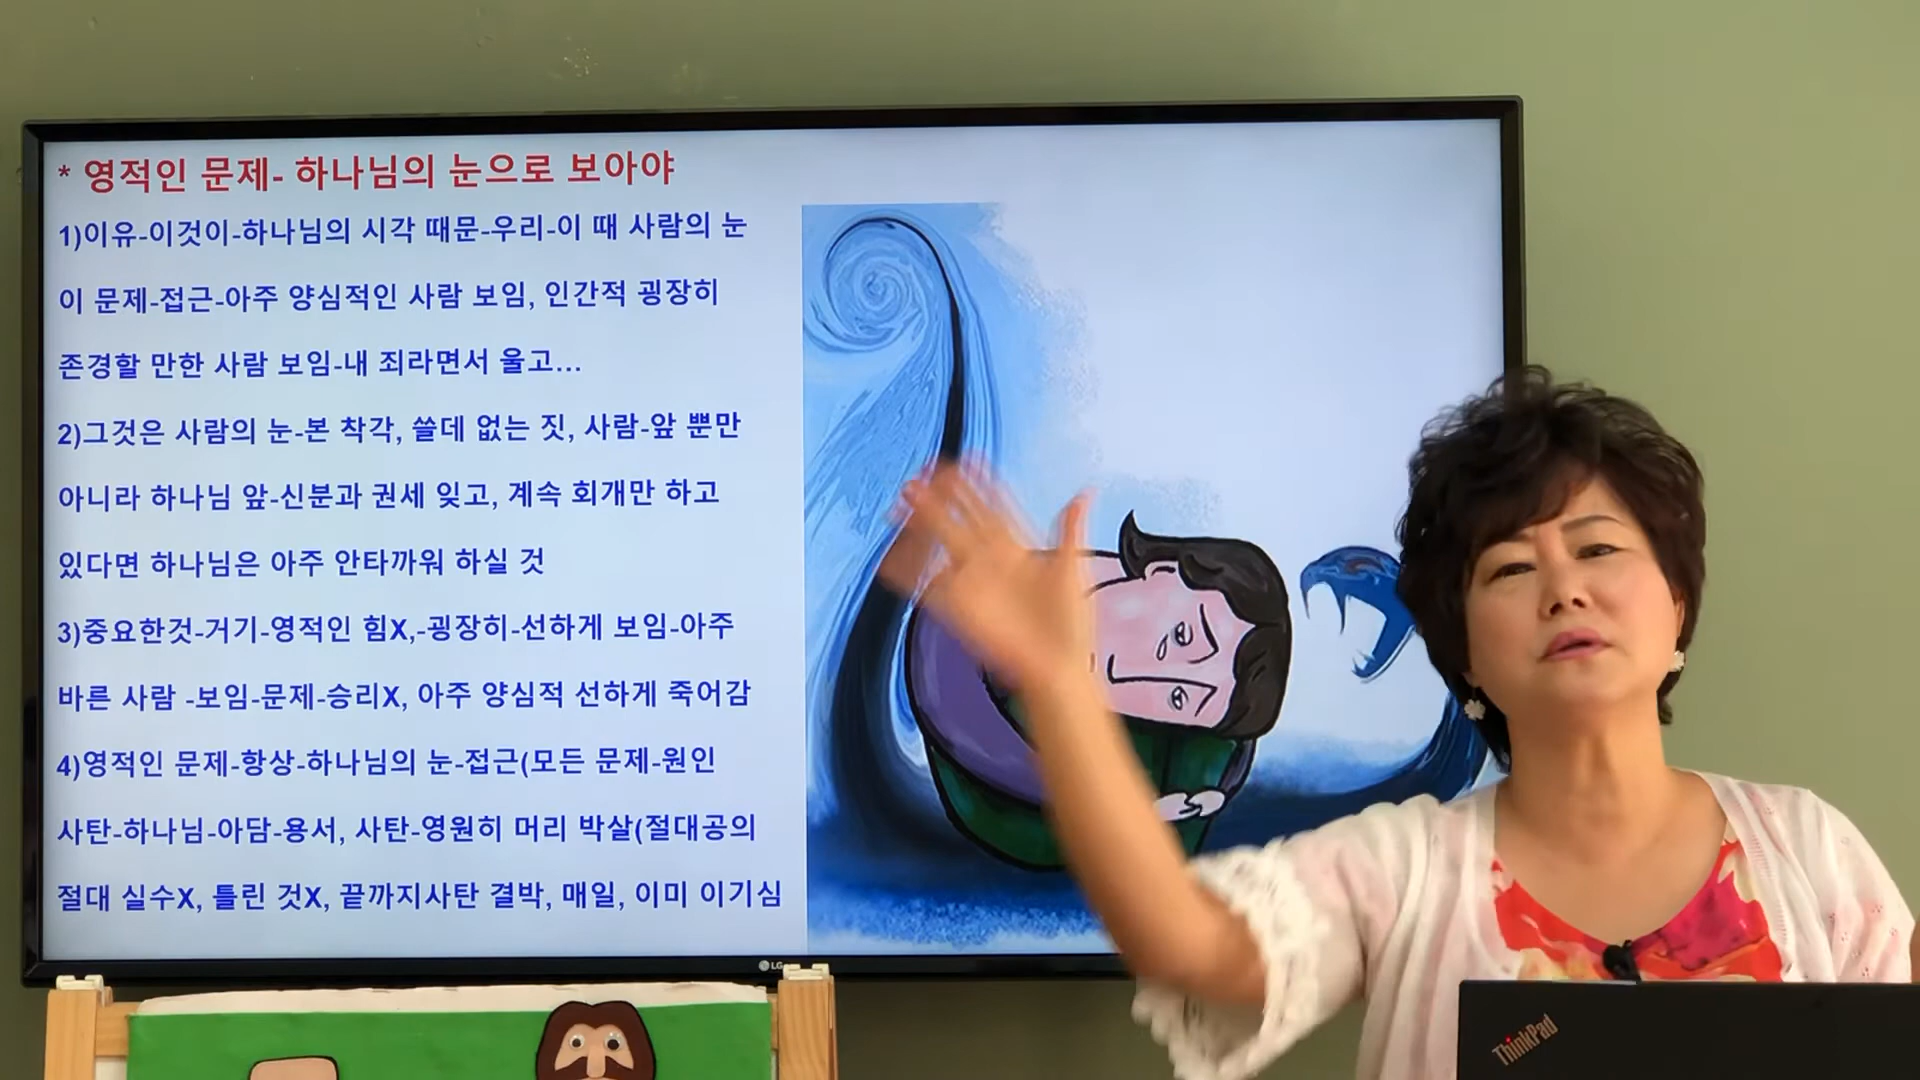 * 영적인 문제- 하나님의 눈으로 보아야
1)이유-이것이-하나님의 시각 때문-우리-이 때 사람의 눈
이 문제-접근-아주 양심적인 사람 보임, 인간적 굉장히
존경할 만한 사람 보임-내 죄라면서 울고...
2)그것은 사람의 눈-본 착각, 쓸데 없는 짓, 사람-앞 뿐만
아니라 하나님 앞-신분과 권세 잊고, 계속 회개만 하고
있다면 하나님은 아주 안타까워 하실 것
3)중요한것-거기-영적인 힘X,-굉장히-선하게 보임-아주
바른 사람 -보임-문제-승리X, 아주 양심적 선하게 죽어감
4)영적인 문제-항상-하나님의 눈-접근(모든 문제-원인
사탄-하나님-아담-용서, 사탄-영원히 머리 박살(절대공의
절대 실수X, 틀린 것X, 끝까지사탄 결박, 매일, 이미 이기심
LG
ThinkPad